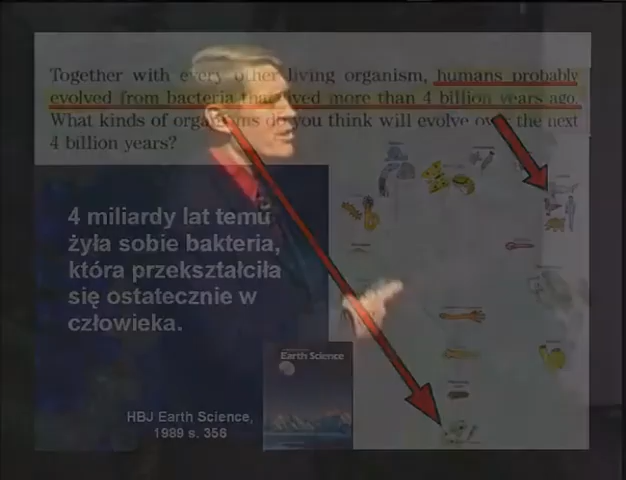 Together with every other living organism, humans probably
evolved from bacteria that lived more than 4 billion years ago.
What kinds of organisms do you think will evolve over the next
4 billion years?
4 miliardy lat temu
żyła sobie bakteria,
która przekształciła
się ostatecznie w
człowieka.
Earth Science
HBJ Earth Science,
1989 s. 356